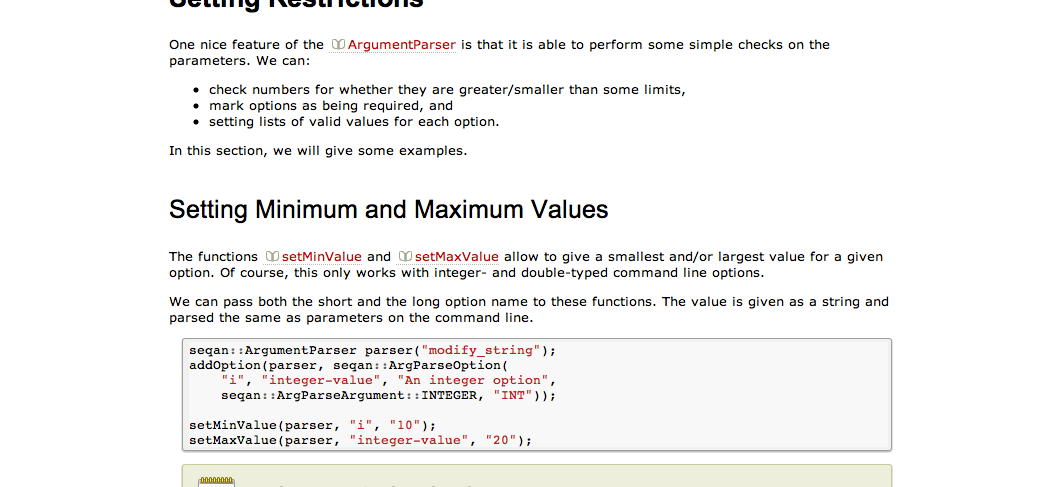 Setting Restrictions
One nice feature of the ArgumentParser is that it is able to perform some simple checks on the
parameters. We can:
• check numbers for whether they are greater/smaller than some limits,
• mark options as being required, and
• setting lists of valid values for each option.
In this section, we will give some examples.
Setting Minimum and Maximum Values
The functions setMinValue and setMaxValue allow to give a smallest and/or largest value for a given
option. Of course, this only works with integer- and double-typed command line options.
We can pass both the short and the long option name to these functions. The value is given as a string and
parsed the same as parameters on the command line.
seqan::ArgumentParser parser("modify_string");
addOption(parser, seqan::ArgParseOption(
    "i", "integer-value", "An integer option",
    seqan::ArgParseArgument::INTEGER, "INT"));
setMinValue(parser, "i", "10");
setMaxValue(parser, "integer-value", "20");